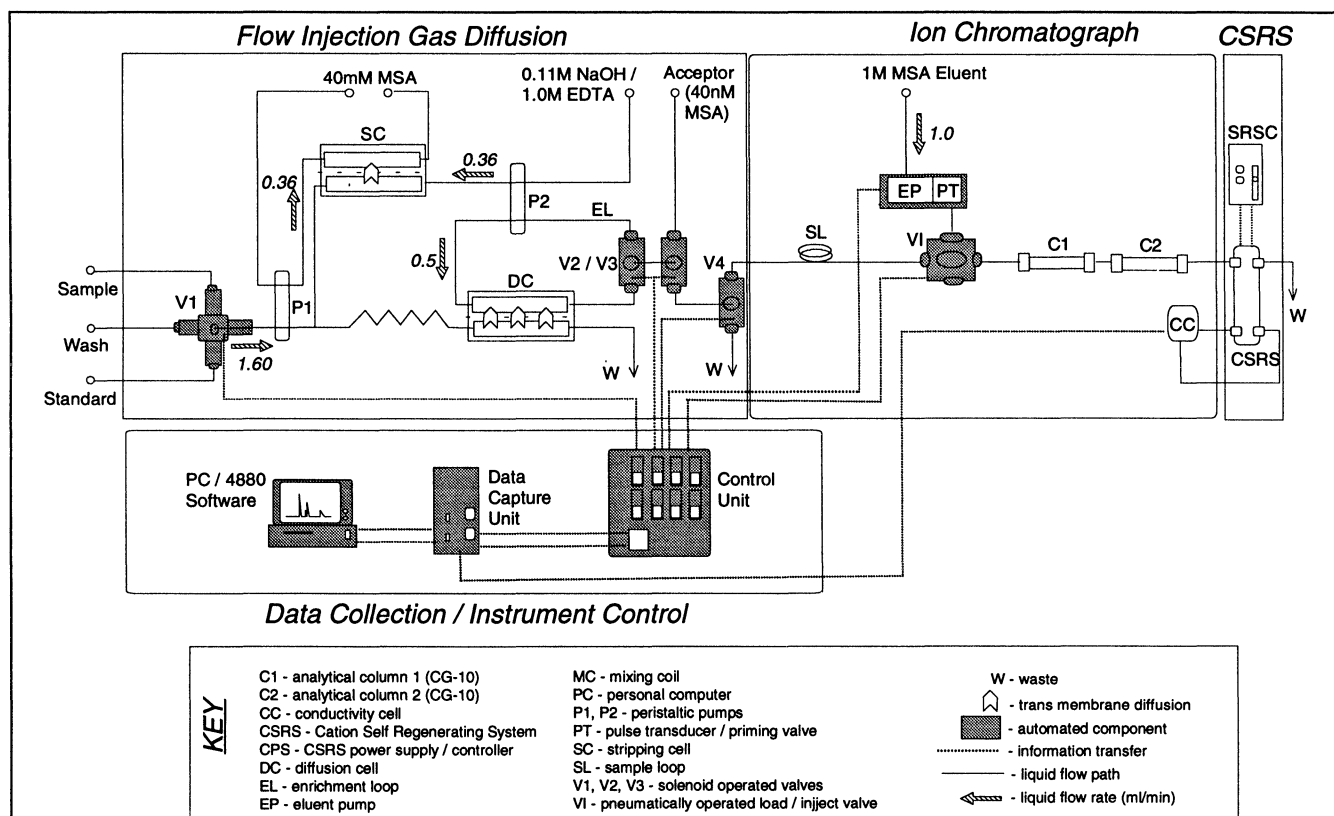 Flow Injection Gas Diffusion
Ion Chromatograph
CSRS
40mM MSA
0.11M NaOH /
1.0M EDTA
Acceptor
(40nM
MSA)
1M MSA Eluent
SC
1.0
SRSC
0.36
0.36
EP
PT
P2
EL
SL
VI
C1
C2
V2 / V3
V4
0.5
Sample
V1
P1
DC
Wash
CC
W
1.60
W
W
CSRS
Standard
PC / 4880
Software
Data
Capture
Unit
Control
Unit
Data Collection / Instrument Control
KEY
C1 - analytical column 1 (CG-10)
C2 - analytical column 2 (CG-10)
CC - conductivity cell
CSRS - Cation Self Regenerating System
CPS - CSRS power supply / controller
DC - diffusion cell
EL - enrichment loop
EP - eluent pump
MC - mixing coil
PC - personal computer
P1, P2 - peristaltic pumps
PT - pulse transducer / priming valve
SC - stripping cell
SL - sample loop
V1, V2, V3 - solenoid operated valves
VI - pneumatically operated load / injject valve
W - waste
- trans membrane diffusion
- automated component
- information transfer
- liquid flow path
- liquid flow rate (ml/min)